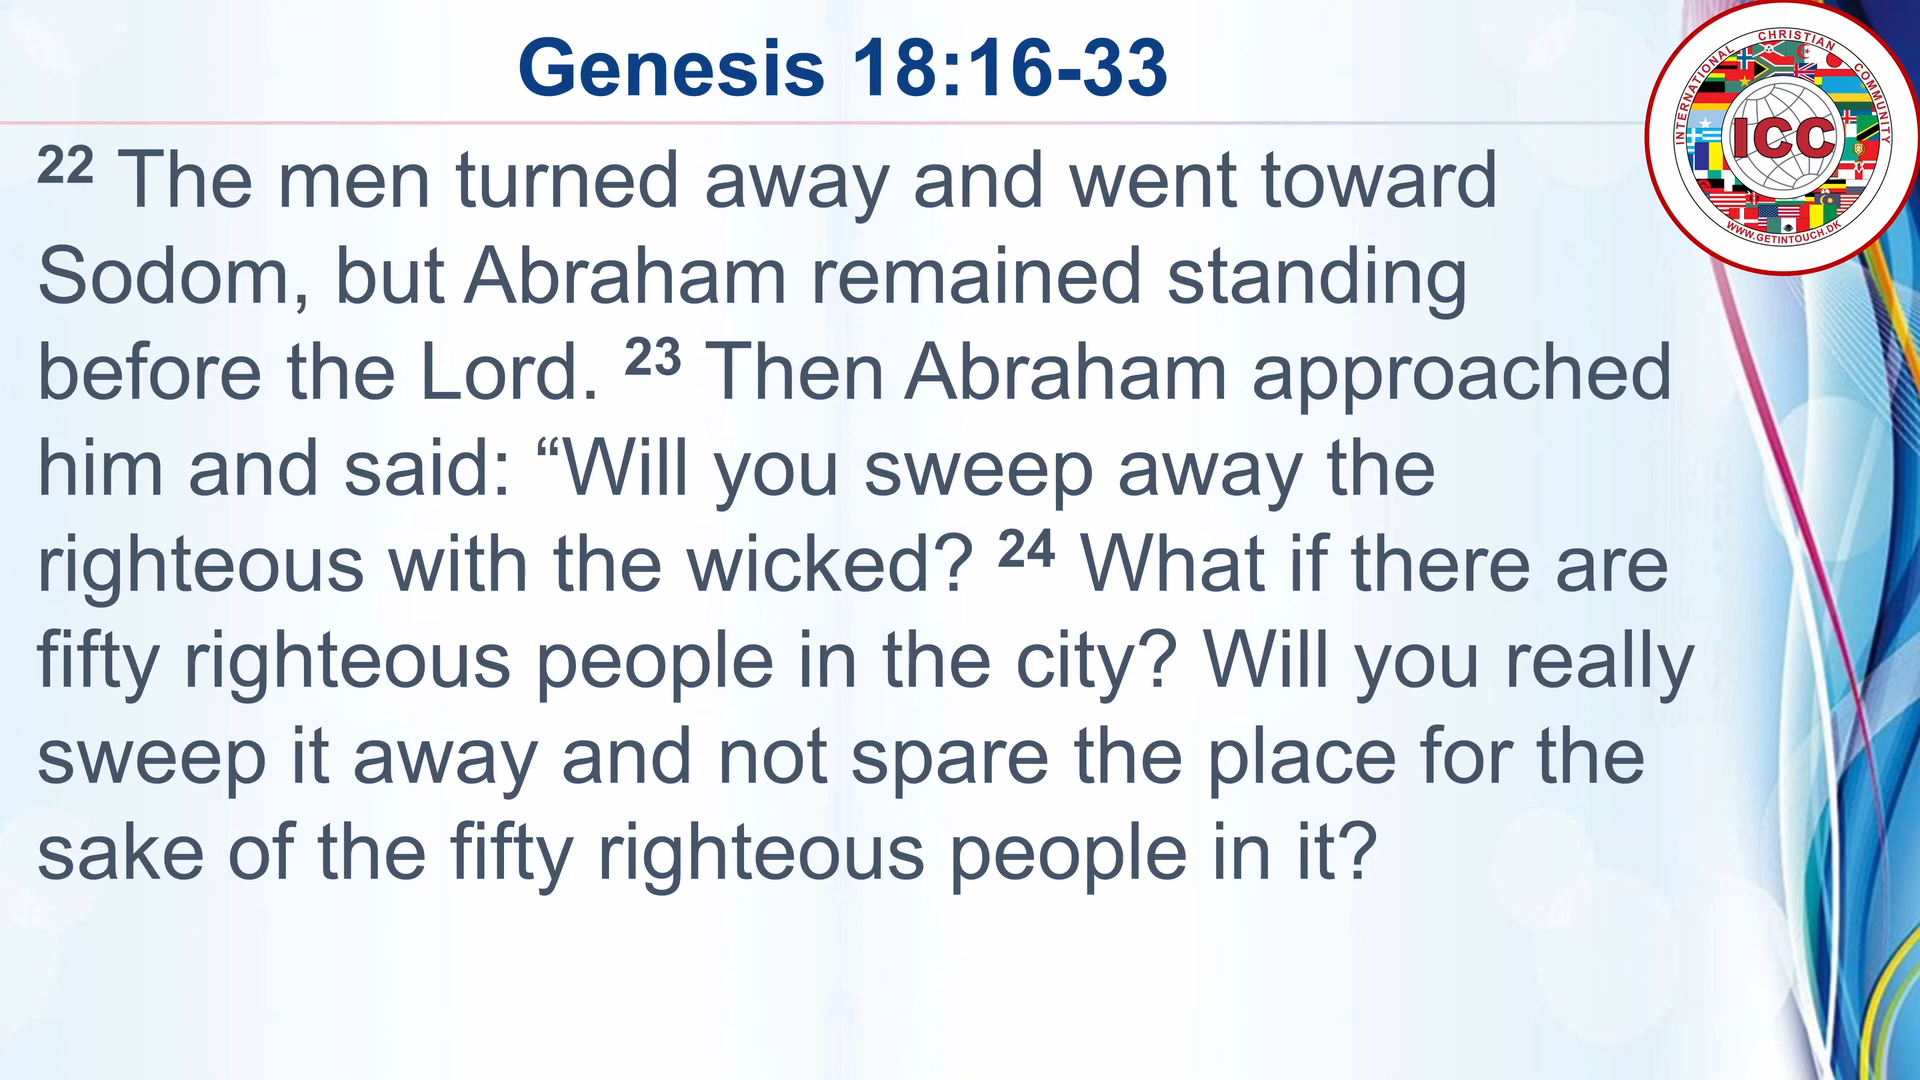 Genesis 18:16-33
INTERNATIONAL CHRISTIAN COMMUNITY
ICC
WWW.GETINTOUCH.DK
22 The men turned away and went toward
Sodom, but Abraham remained standing
before the Lord. 23 Then Abraham approached
him and said: “Will you sweep away the
righteous with the wicked? 24 What if there are
fifty righteous people in the city? Will you really
sweep it away and not spare the place for the
sake of the fifty righteous people in it?